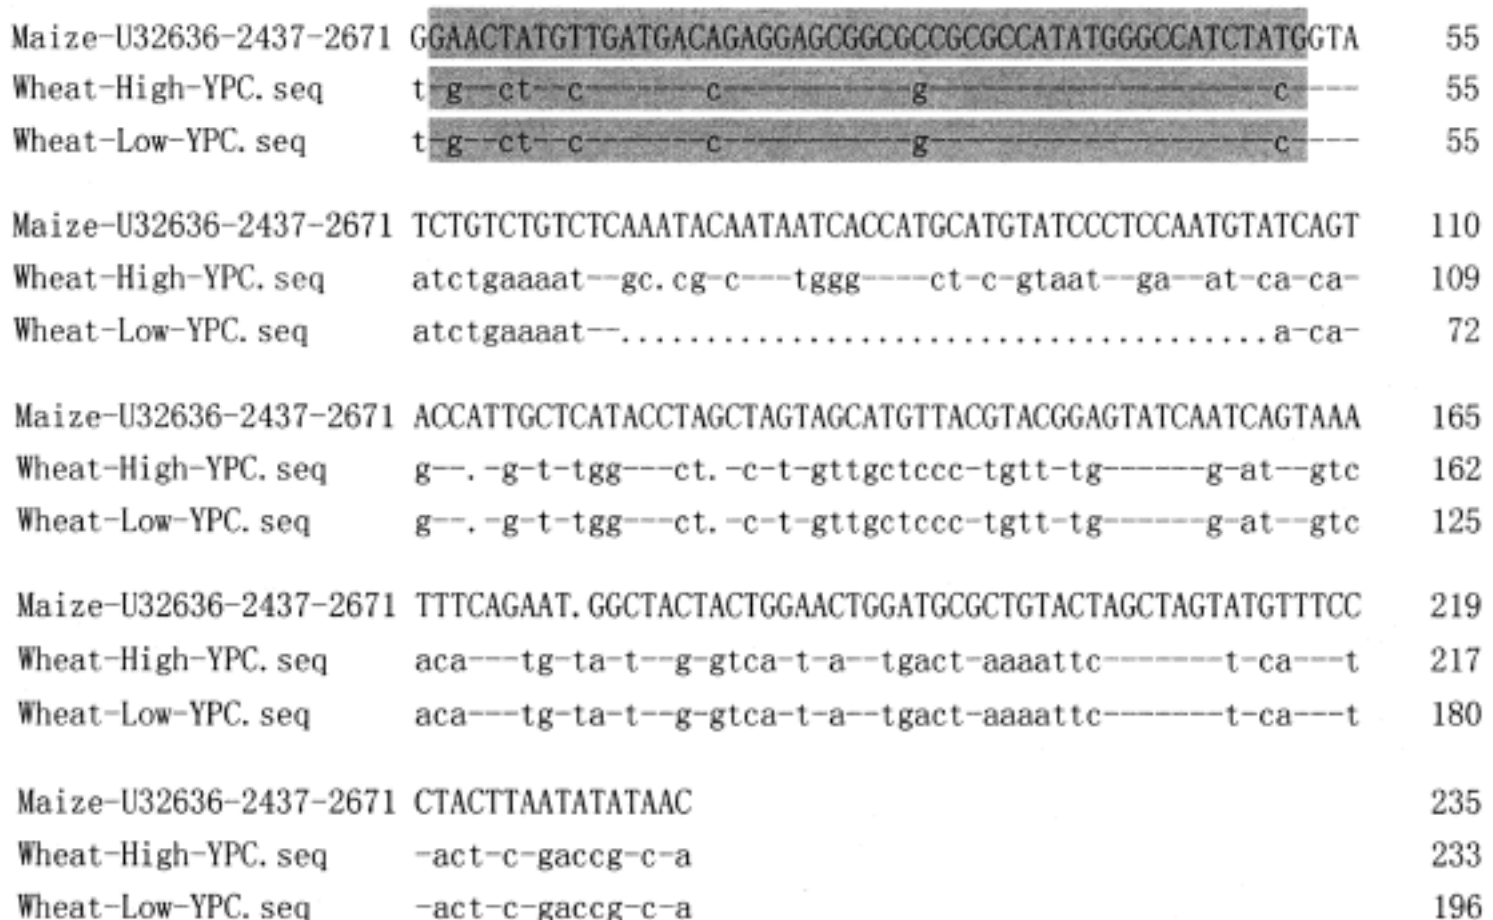 Maize-U32636-2437-2671 GGAACTATGTTGATGACAGAGGAGCGGCGCCGCGCCATATGGGCCATCTATGGTA 55
Wheat-High-YPC.seq t-g--ct--c-------c-----------g--------------------c---- 55
Wheat-Low-YPC.seq t-g--ct--c-------c-----------g--------------------c---- 55
Maize-U32636-2437-2671 TCTGTCTGTCTCAAATACAATAATCACCATGCATGTATCCCTCCAATGTATCAGT 110
Wheat-High-YPC.seq atctgaaaat--gc.cg-c---tggg----ct-c-gtaat--ga--at-ca-ca- 109
Wheat-Low-YPC.seq atctgaaaat--......................................a-ca- 72
Maize-U32636-2437-2671 ACCATTGCTCATACCTAGCTAGTAGCATGTTACGTACGGAGTATCAATCAGTAAA 165
Wheat-High-YPC.seq g--.-g-t-tgg---ct.-c-t-gttgctccc-tgtt-tg------g-at--gtc 162
Wheat-Low-YPC.seq g--.-g-t-tgg---ct.-c-t-gttgctccc-tgtt-tg------g-at--gtc 125
Maize-U32636-2437-2671 TTTCAGAAT.GGCTACTACTGGAACTGGATGCGCTGTACTAGCTAGTATGTTTCC 219
Wheat-High-YPC.seq aca---tg-ta-t--g-gtca-t-a--tgact-aaaattc-------t-ca---t 217
Wheat-Low-YPC.seq aca---tg-ta-t--g-gtca-t-a--tgact-aaaattc-------t-ca---t 180
Maize-U32636-2437-2671 CTACTTAATATATAAC 235
Wheat-High-YPC.seq -act-c-gaccg-c-a 233
Wheat-Low-YPC.seq -act-c-gaccg-c-a 196